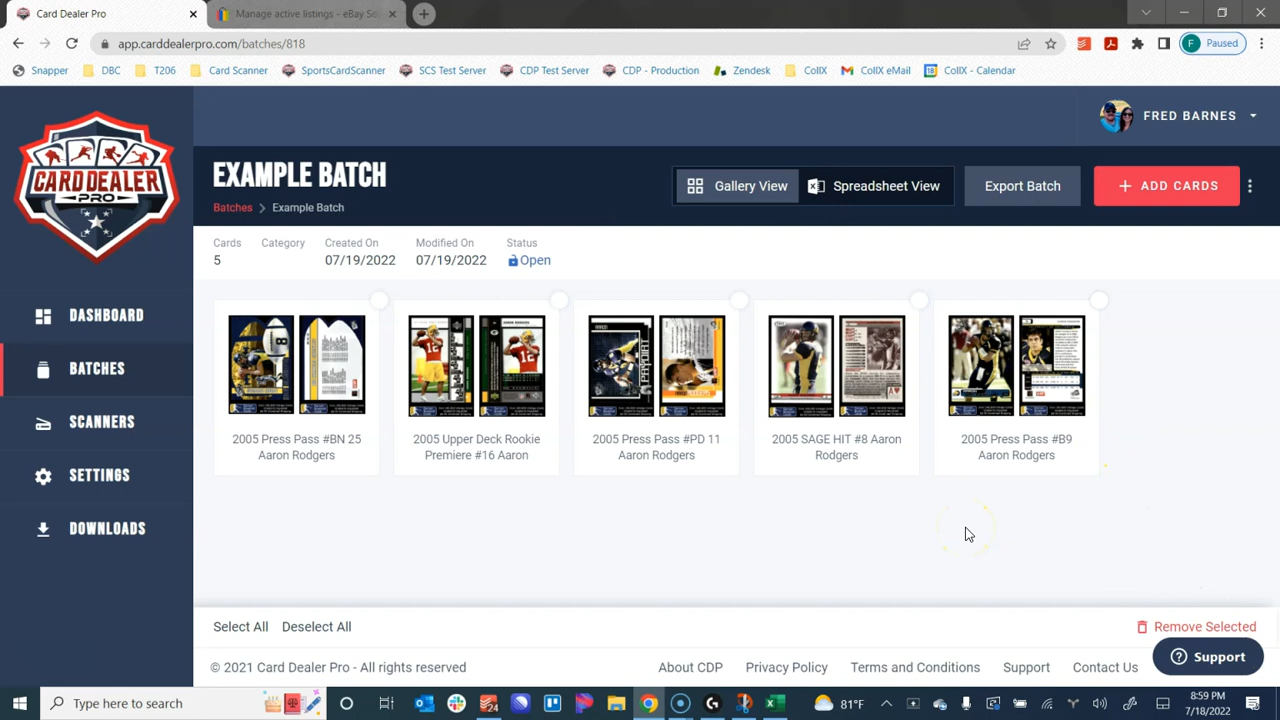 Card Dealer Pro
Manage active listings - eBay Sel
app.carddealerpro.com/batches/818
F Paused
Snapper DBC T206 Card Scanner SportsCardScanner SCS Test Server CDP Test Server CDP - Production Zendesk CollX CollX eMail CollX - Calendar
CARD DEALER
PRO
FRED BARNES
EXAMPLE BATCH
Batches > Example Batch
Gallery View
Spreadsheet View
Export Batch
+ ADD CARDS
Cards Category Created On Modified On Status
5 07/19/2022 07/19/2022 Open
DASHBOARD
BATCHES
SCANNERS
SETTINGS
DOWNLOADS
2005 Press Pass #BN 25
Aaron Rodgers
2005 Upper Deck Rookie
Premiere #16 Aaron
2005 Press Pass #PD 11
Aaron Rodgers
2005 SAGE HIT #8 Aaron
Rodgers
2005 Press Pass #B9
Aaron Rodgers
Select All Deselect All
Remove Selected
© 2021 Card Dealer Pro - All rights reserved
About CDP Privacy Policy Terms and Conditions Support Contact Us
Support
Type here to search
81°F
8:59 PM
7/18/2022